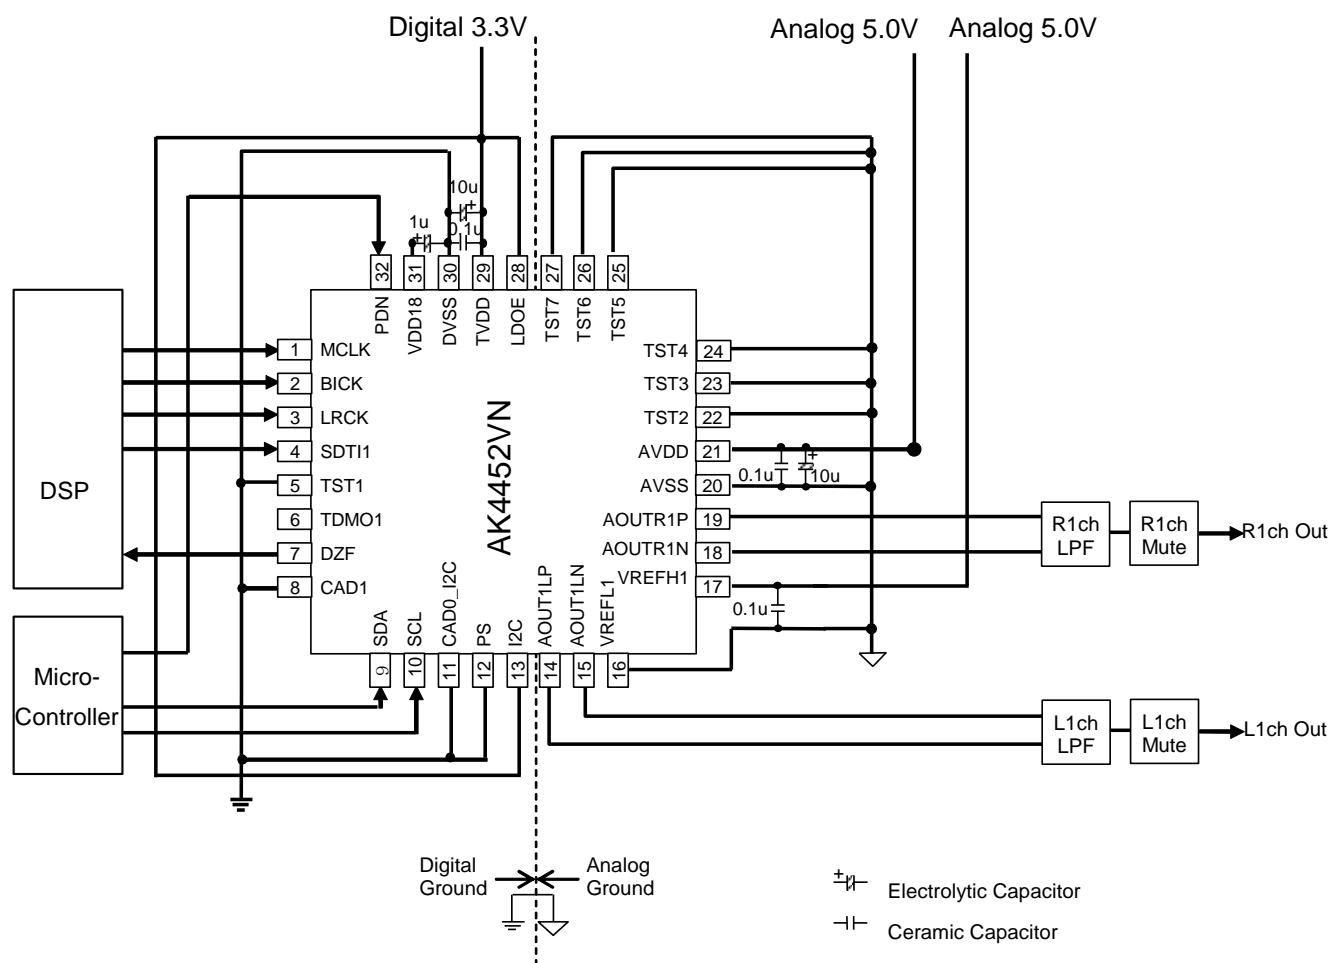 Digital 3.3V
Analog 5.0V
Analog 5.0V
10u
1u
0.1u
32
31
30
29
28
27
26
25
PDN
VDD18
DVSS
TVDD
LDOE
TST7
TST6
TST5
1 MCLK
2 BICK
3 LRCK
4 SDTI1
5 TST1
6 TDMO1
7 DZF
8 CAD1
DSP
AK4452VN
TST4 24
TST3 23
TST2 22
AVDD 21
AVSS 20
AOUTR1P 19
AOUTR1N 18
VREFH1 17
+
0.1u
10u
0.1u
R1ch
LPF
R1ch
Mute
R1ch Out
SDA
SCL
CAD0_I2C
PS
I2C
AOUT1LP
AOUT1LN
VREFL1
9
10
11
12
13
14
15
16
Micro-
Controller
L1ch
LPF
L1ch
Mute
L1ch Out
Digital
Ground
Analog
Ground
+
Electrolytic Capacitor
Ceramic Capacitor